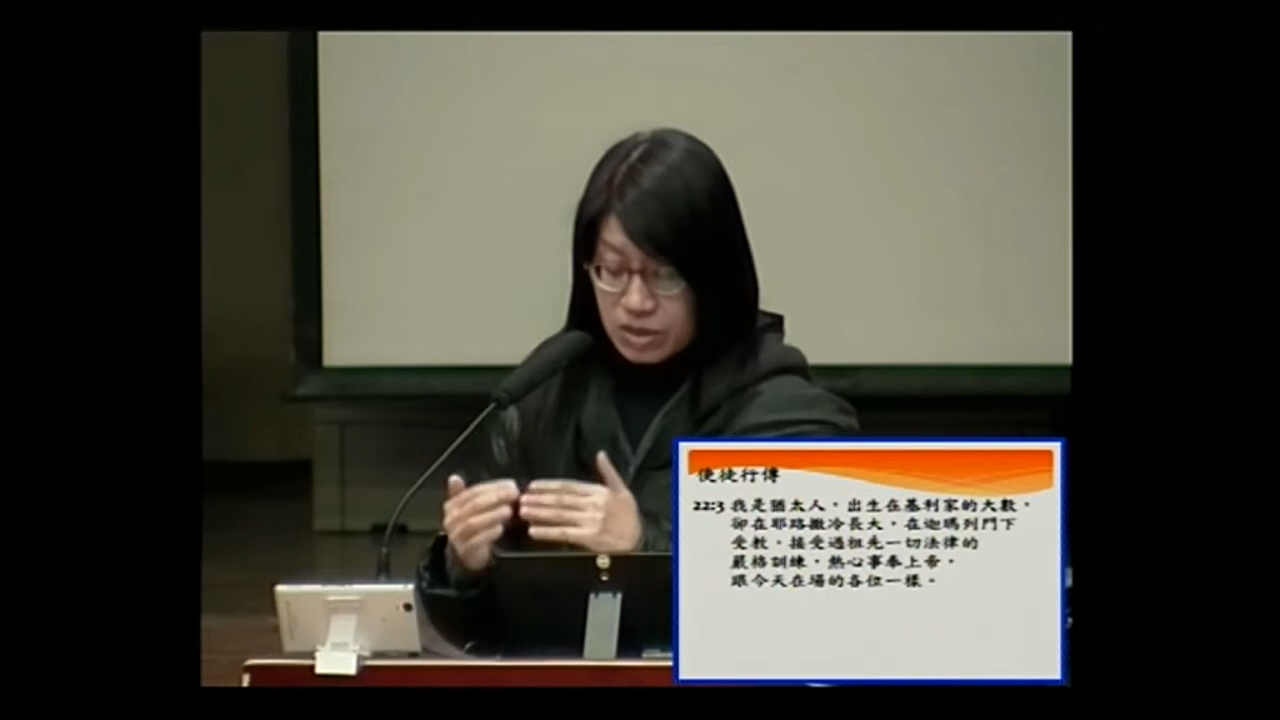 使徒行傳
22:3 我是猶太人，出生在基利家的大數，
卻在耶路撒冷長大，在迦瑪列門下
受教，接受過祖先一切法律的
嚴格訓練，熱心事奉上帝，
跟今天在場的各位一樣。